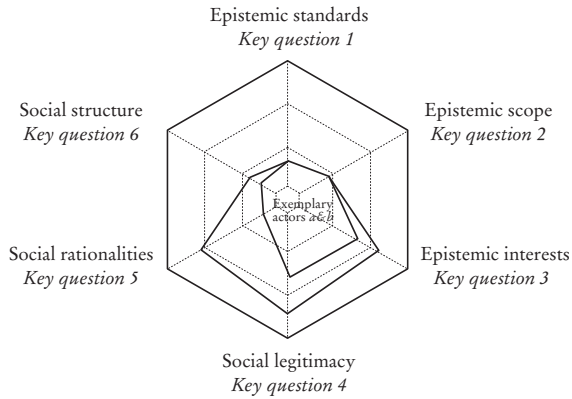 Epistemic standards
Key question 1
Social structure
Key question 6
Epistemic scope
Key question 2
Exemplary
actors a&b
Social rationalities
Key question 5
Epistemic interests
Key question 3
Social legitimacy
Key question 4